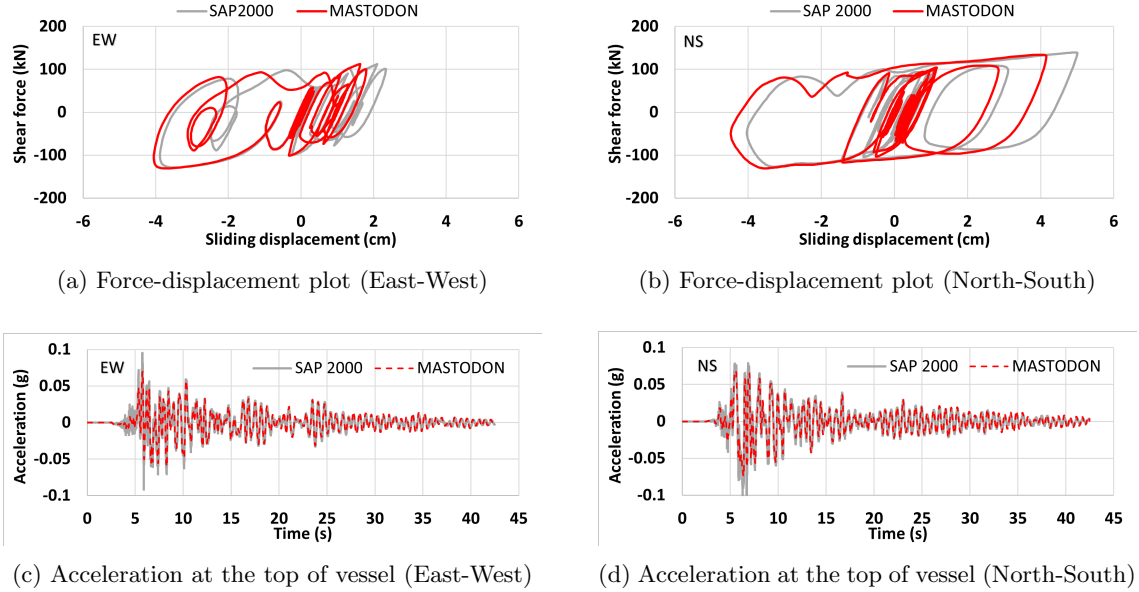 SAP2000 MASTODON
EW
Shear force (kN)
200
100
0
-100
-200
-6 -4 -2 0 2 4 6
Sliding displacement (cm)
(a) Force-displacement plot (East-West)
SAP 2000 MASTODON
NS
Shear force (kN)
200
100
0
-100
-200
-6 -4 -2 0 2 4 6
Sliding displacement (cm)
(b) Force-displacement plot (North-South)
EW
SAP 2000 MASTODON
Acceleration (g)
0.1
0.05
0
-0.05
-0.1
0 5 10 15 20 25 30 35 40 45
Time (s)
(c) Acceleration at the top of vessel (East-West)
NS
SAP 2000 MASTODON
Acceleration (g)
0.1
0.05
0
-0.05
-0.1
0 5 10 15 20 25 30 35 40 45
Time (s)
(d) Acceleration at the top of vessel (North-South)